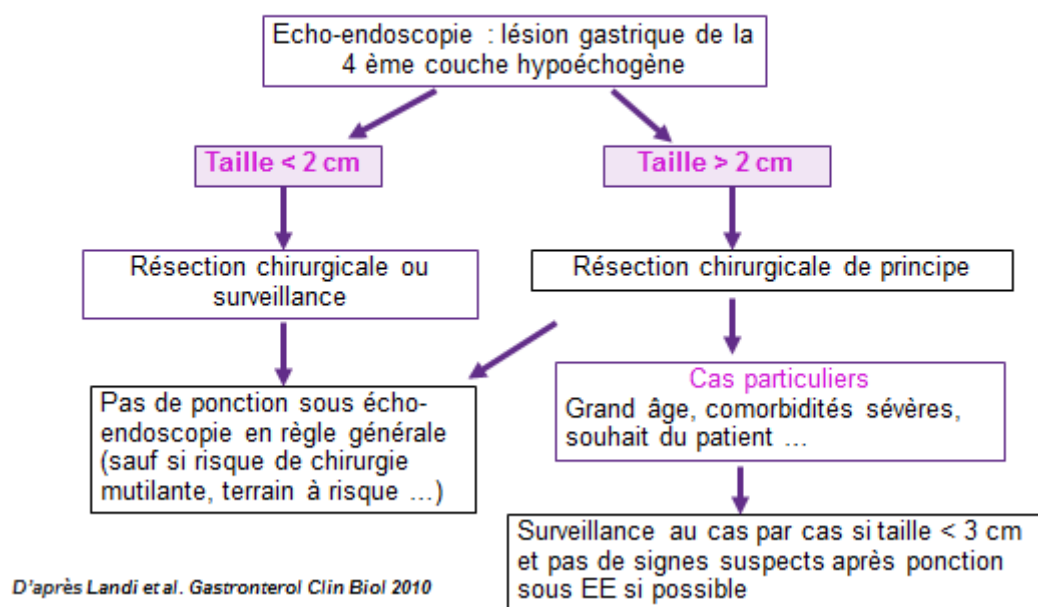 Echo-endoscopie : lésion gastrique de la
4 ème couche hypoéchogène
Taille < 2 cm
Taille > 2 cm
Résection chirurgicale ou
surveillance
Résection chirurgicale de principe
Pas de ponction sous écho-
endoscopie en règle générale
(sauf si risque de chirurgie
mutilante, terrain à risque ...)
Cas particuliers
Grand âge, comorbidités sévères,
souhait du patient ...
Surveillance au cas par cas si taille < 3 cm
et pas de signes suspects après ponction
sous EE si possible
D'après Landi et al. Gastronterol Clin Biol 2010